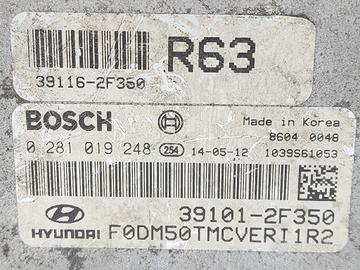 R63
39116-2F350
BOSCH
Made in Korea
8604 0048
0 281 019 248 254 14-05-12 1039S61053
39101-2F350
HYUNDAI F0DM50TMCVERI1R2